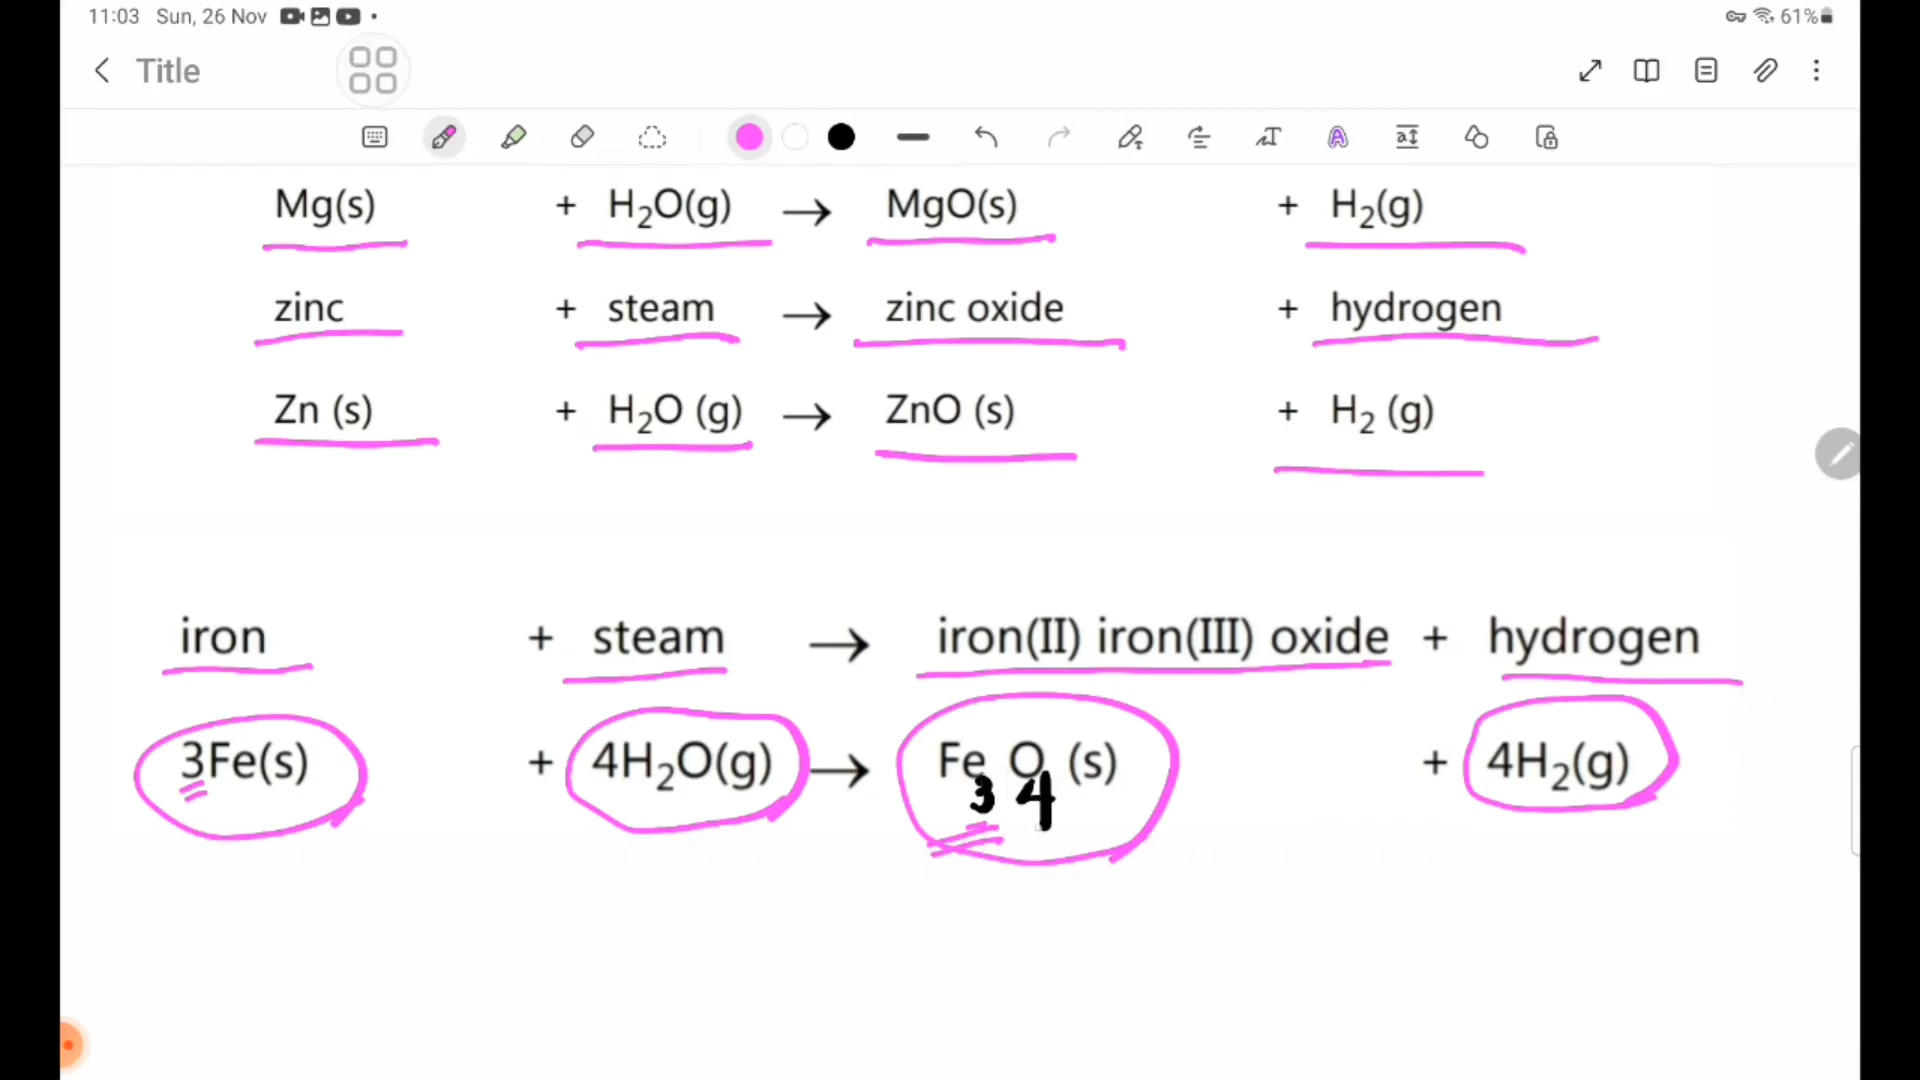 11:03 Sun, 26 Nov 61%
Title
Mg(s) + H₂O(g) → MgO(s) + H₂(g)
zinc + steam → zinc oxide + hydrogen
Zn (s) + H₂O (g) → ZnO (s) + H₂ (g)
iron + steam → iron(II) iron(III) oxide + hydrogen
3Fe(s) + 4H₂O(g) → Fe₃O₄ (s) + 4H₂(g)